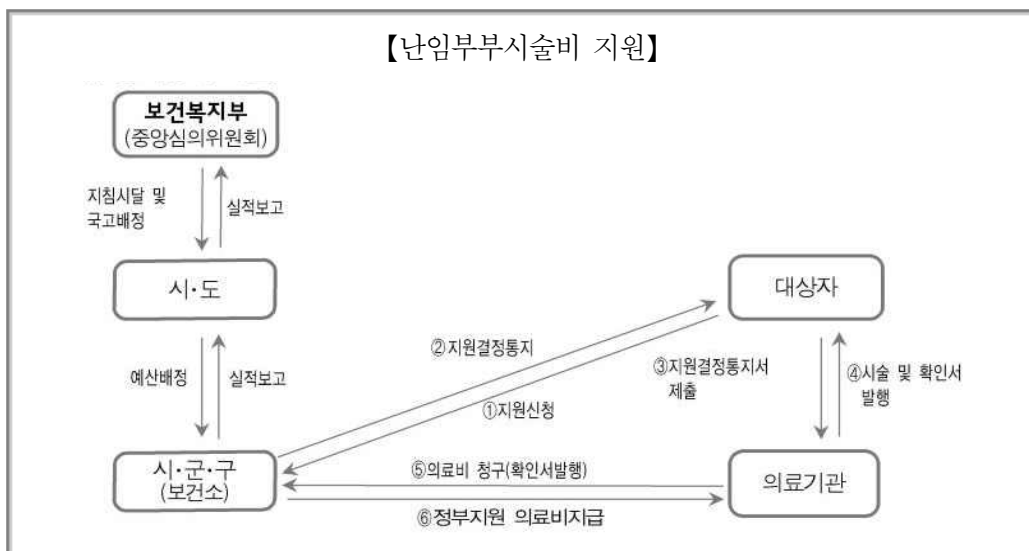 【난임부부시술비 지원】
보건복지부
(중앙심의위원회)
지침시달 및
국고배정
실적보고
시·도
대상자
②지원결정통지
③지원결정통지서
제출
④시술 및 확인서
발행
예산배정
실적보고
①지원신청
시·군·구
(보건소)
⑤의료비 청구(확인서발행)
의료기관
⑥정부지원 의료비지급